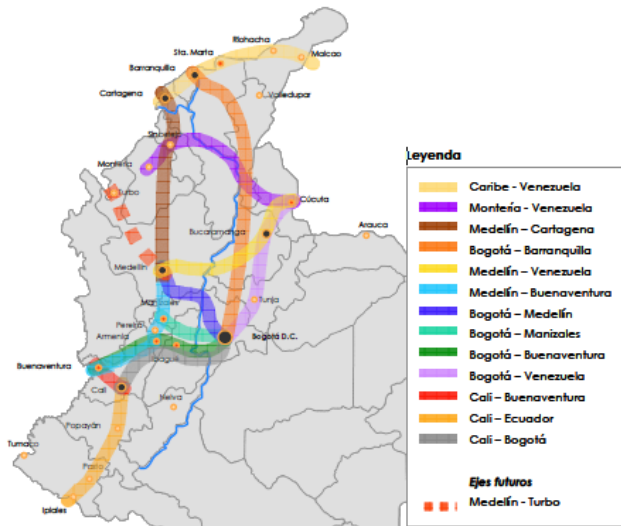 Riohacha
Sta. Marta
Maicao
Barranquilla
Cartagena
Valledupar
Sincelejo
Montería
Turbo
Cúcuta
Bucaramanga
Arauca
Medellín
Manizales
Tunja
Pereira
Armenia
Bogotá D.C.
Ibagué
Buenaventura
Cali
Neiva
Popayán
Tumaco
Pasto
Ipiales
Leyenda
Caribe - Venezuela
Montería - Venezuela
Medellín – Cartagena
Bogotá – Barranquilla
Medellín – Venezuela
Medellín – Buenaventura
Bogotá – Medellín
Bogotá – Manizales
Bogotá – Buenaventura
Bogotá – Venezuela
Cali – Buenaventura
Cali – Ecuador
Cali – Bogotá
Ejes futuros
Medellín - Turbo